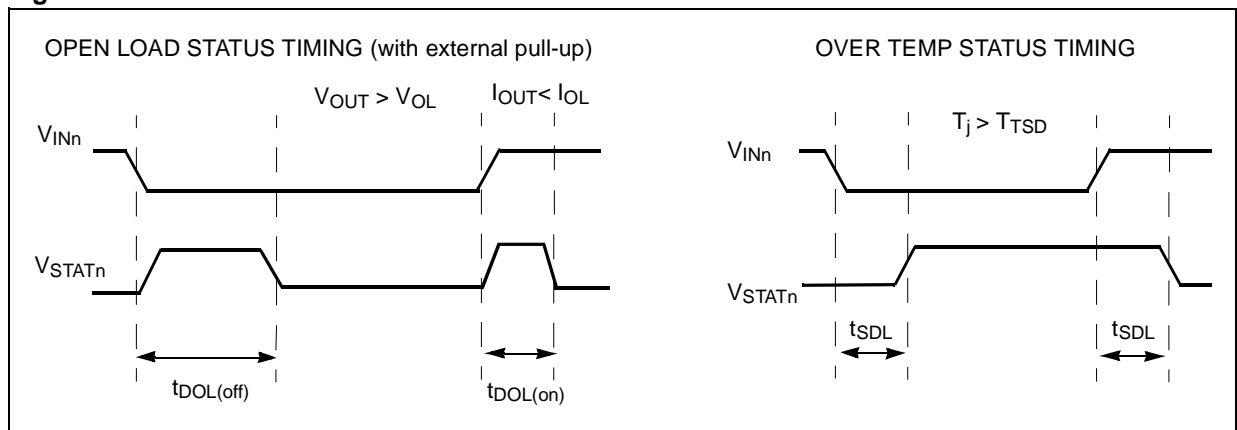 OPEN LOAD STATUS TIMING (with external pull-up)
VOUT > VOL
IOUT< IOL
VINn
VSTATn
tDOL(off)
tDOL(on)
OVER TEMP STATUS TIMING
Tj > TTSD
VINn
VSTATn
tSDL
tSDL